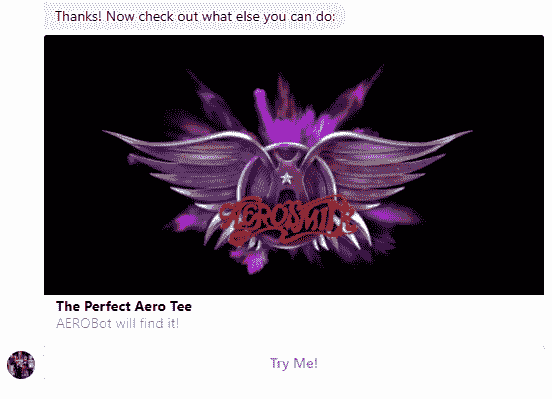 Thanks! Now check out what else you can do:
AEROSMITH
The Perfect Aero Tee
AEROBot will find it!
Try Me!